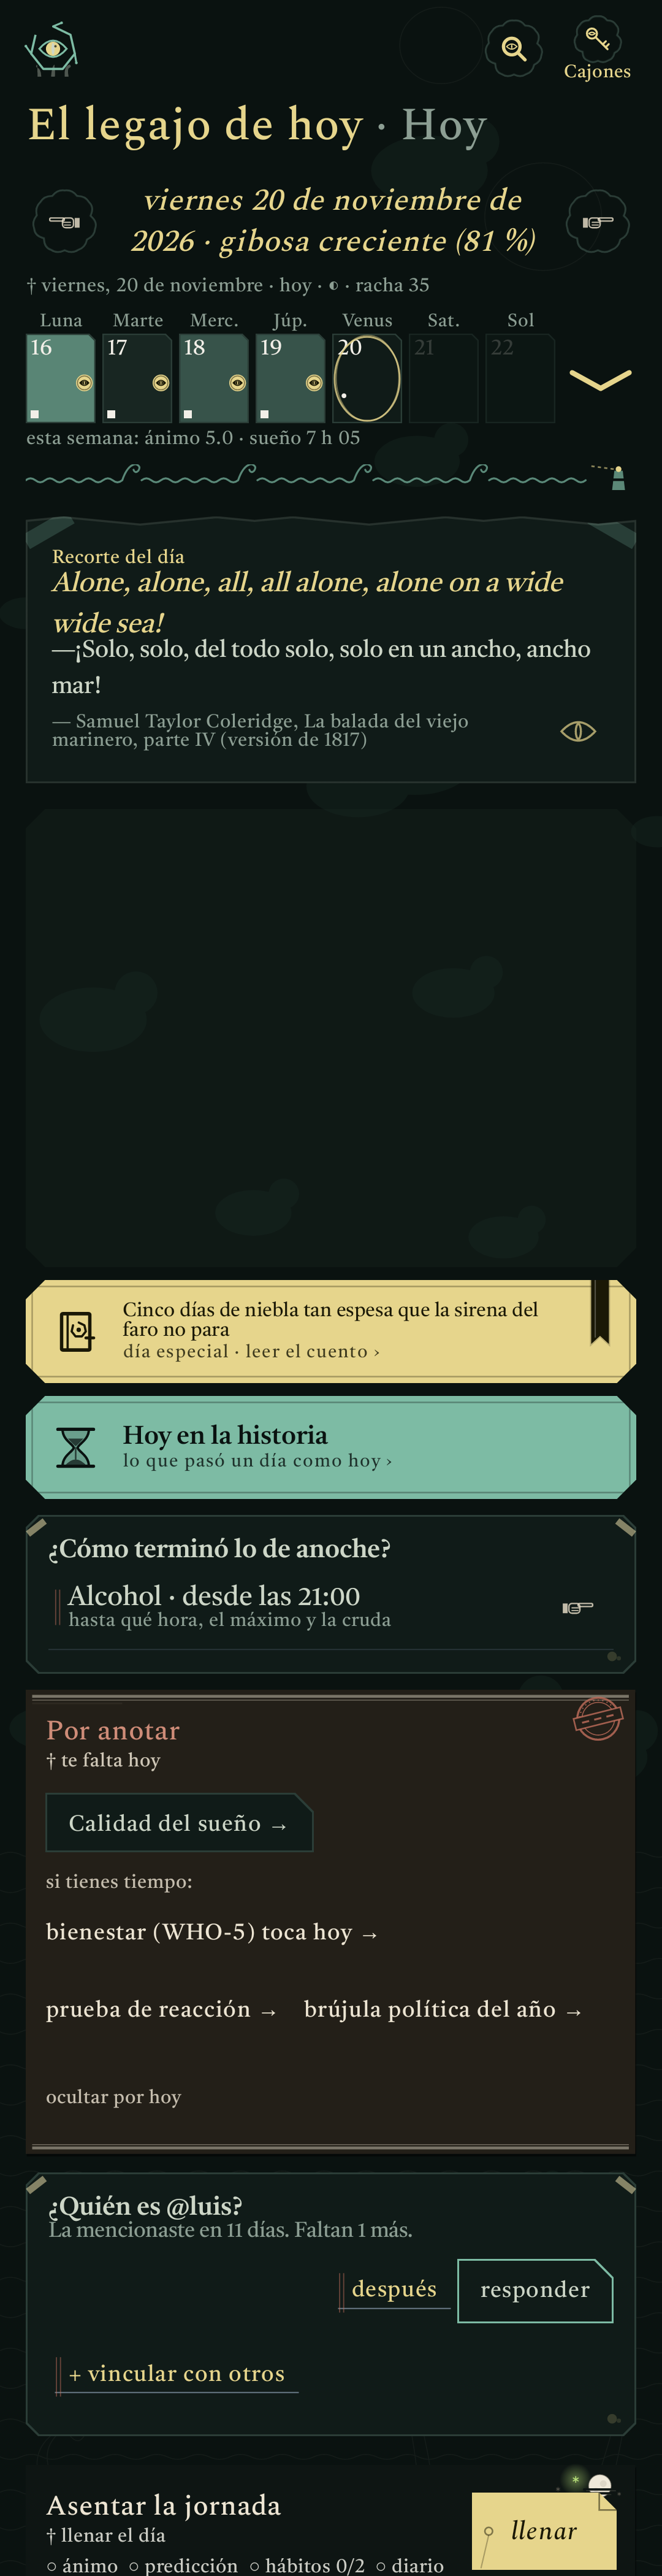 Cajones
El legajo de hoy · Hoy
viernes 20 de noviembre de
2026 · gibosa creciente (81 %)
† viernes, 20 de noviembre · hoy · ◐ · racha 35
Luna Marte Merc. Júp. Venus Sat. Sol
16 17 18 19 20 21 22
esta semana: ánimo 5.0 · sueño 7 h 05
Recorte del día
Alone, alone, all, all alone, alone on a wide
wide sea!
—¡Solo, solo, del todo solo, solo en un ancho, ancho
mar!
— Samuel Taylor Coleridge, La balada del viejo
marinero, parte IV (versión de 1817)
Cinco días de niebla tan espesa que la sirena del
faro no para
día especial · leer el cuento ›
Hoy en la historia
lo que pasó un día como hoy ›
¿Cómo terminó lo de anoche?
Alcohol · desde las 21:00
hasta qué hora, el máximo y la cruda
Por anotar
† te falta hoy
Calidad del sueño →
si tienes tiempo:
bienestar (WHO-5) toca hoy →
prueba de reacción → brújula política del año →
ocultar por hoy
¿Quién es @luis?
La mencionaste en 11 días. Faltan 1 más.
después responder
+ vincular con otros
Asentar la jornada
† llenar el día
llenar
○ ánimo ○ predicción ○ hábitos 0/2 ○ diario